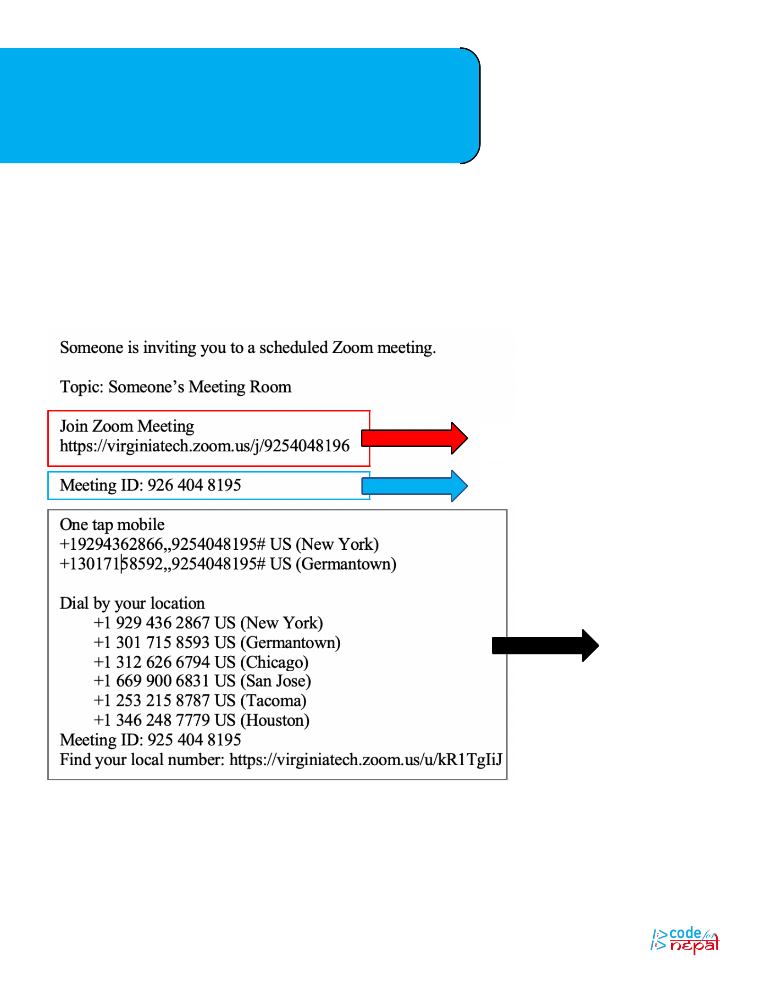 Someone is inviting you to a scheduled Zoom meeting.
Topic: Someone’s Meeting Room
Join Zoom Meeting
https://virginiatech.zoom.us/j/9254048196
Meeting ID: 926 404 8195
One tap mobile
+19294362866,,9254048195# US (New York)
+13017158592,,9254048195# US (Germantown)
Dial by your location
+1 929 436 2867 US (New York)
+1 301 715 8593 US (Germantown)
+1 312 626 6794 US (Chicago)
+1 669 900 6831 US (San Jose)
+1 253 215 8787 US (Tacoma)
+1 346 248 7779 US (Houston)
Meeting ID: 925 404 8195
Find your local number: https://virginiatech.zoom.us/u/kR1TgIiJ
code for
nepal